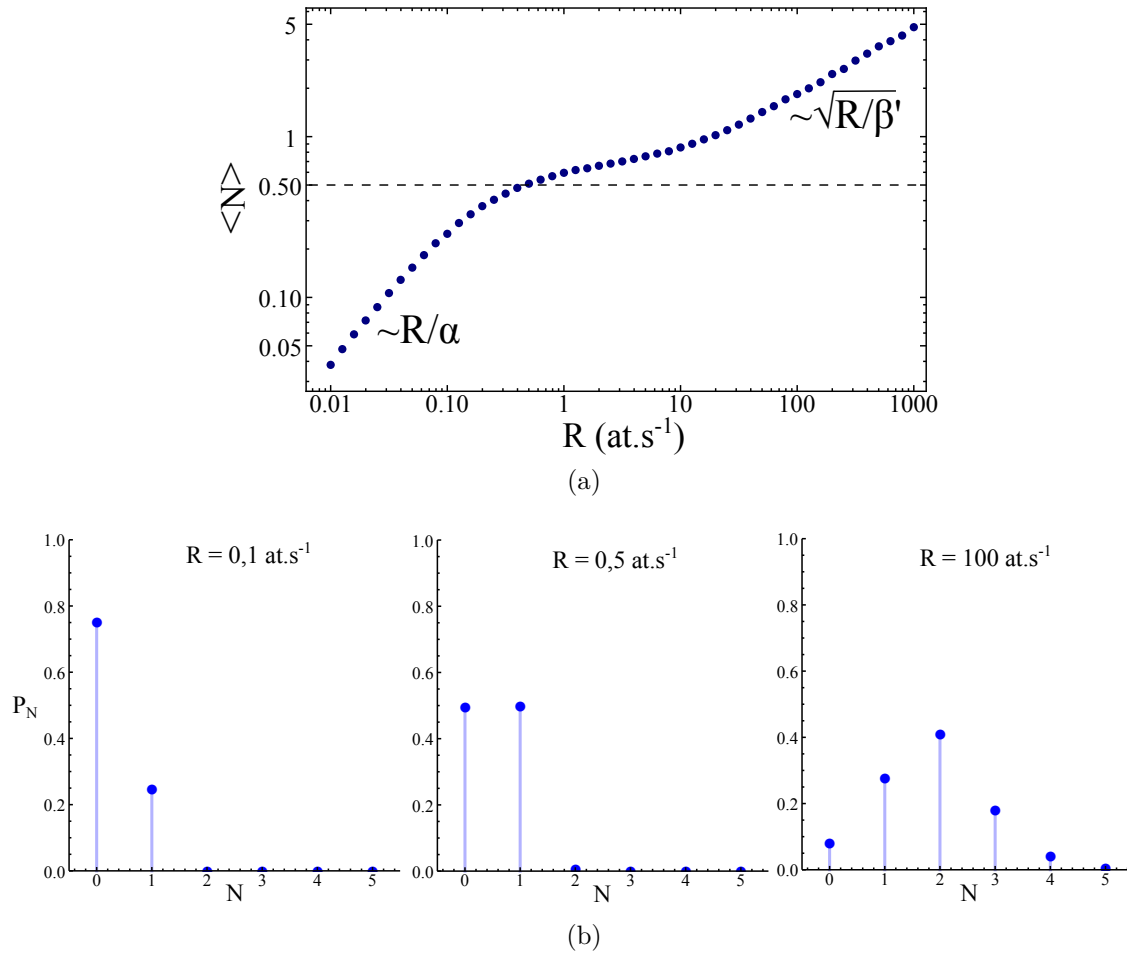 5
1
0.50
0.10
0.05
<N>
~R/α
~√R/β'
0.01 0.10 1 10 100 1000
R (at.s⁻¹)
(a)
R = 0,1 at.s⁻¹
1.0
0.8
0.6
0.4
0.2
0.0
P_N
0 1 2 3 4 5
N
R = 0,5 at.s⁻¹
1.0
0.8
0.6
0.4
0.2
0.0
0 1 2 3 4 5
N
R = 100 at.s⁻¹
1.0
0.8
0.6
0.4
0.2
0.0
0 1 2 3 4 5
N
(b)